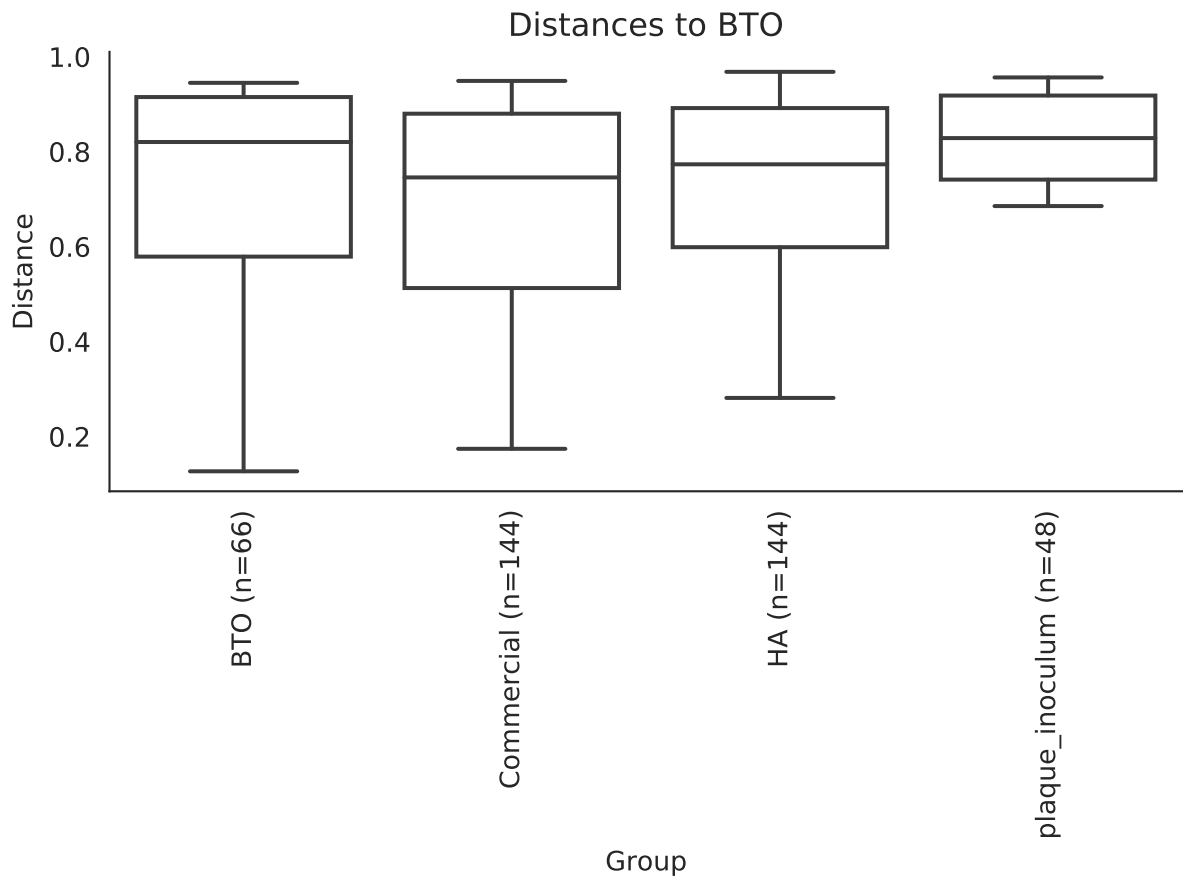 Distances to BTO
Distance
1.0
0.8
0.6
0.4
0.2
BTO (n=66)
Commercial (n=144)
HA (n=144)
plaque_inoculum (n=48)
Group